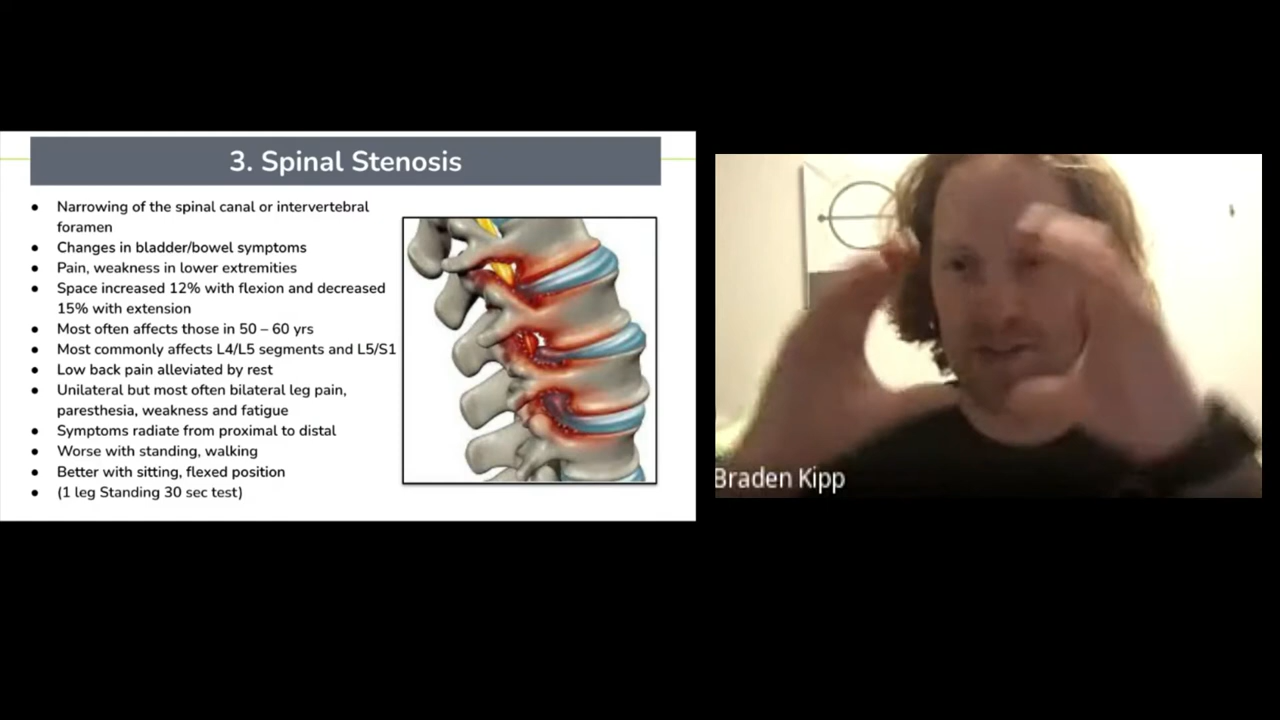 3. Spinal Stenosis
● Narrowing of the spinal canal or intervertebral
foramen
● Changes in bladder/bowel symptoms
● Pain, weakness in lower extremities
● Space increased 12% with flexion and decreased
15% with extension
● Most often affects those in 50 – 60 yrs
● Most commonly affects L4/L5 segments and L5/S1
● Low back pain alleviated by rest
● Unilateral but most often bilateral leg pain,
paresthesia, weakness and fatigue
● Symptoms radiate from proximal to distal
● Worse with standing, walking
● Better with sitting, flexed position
● (1 leg Standing 30 sec test)
Braden Kipp